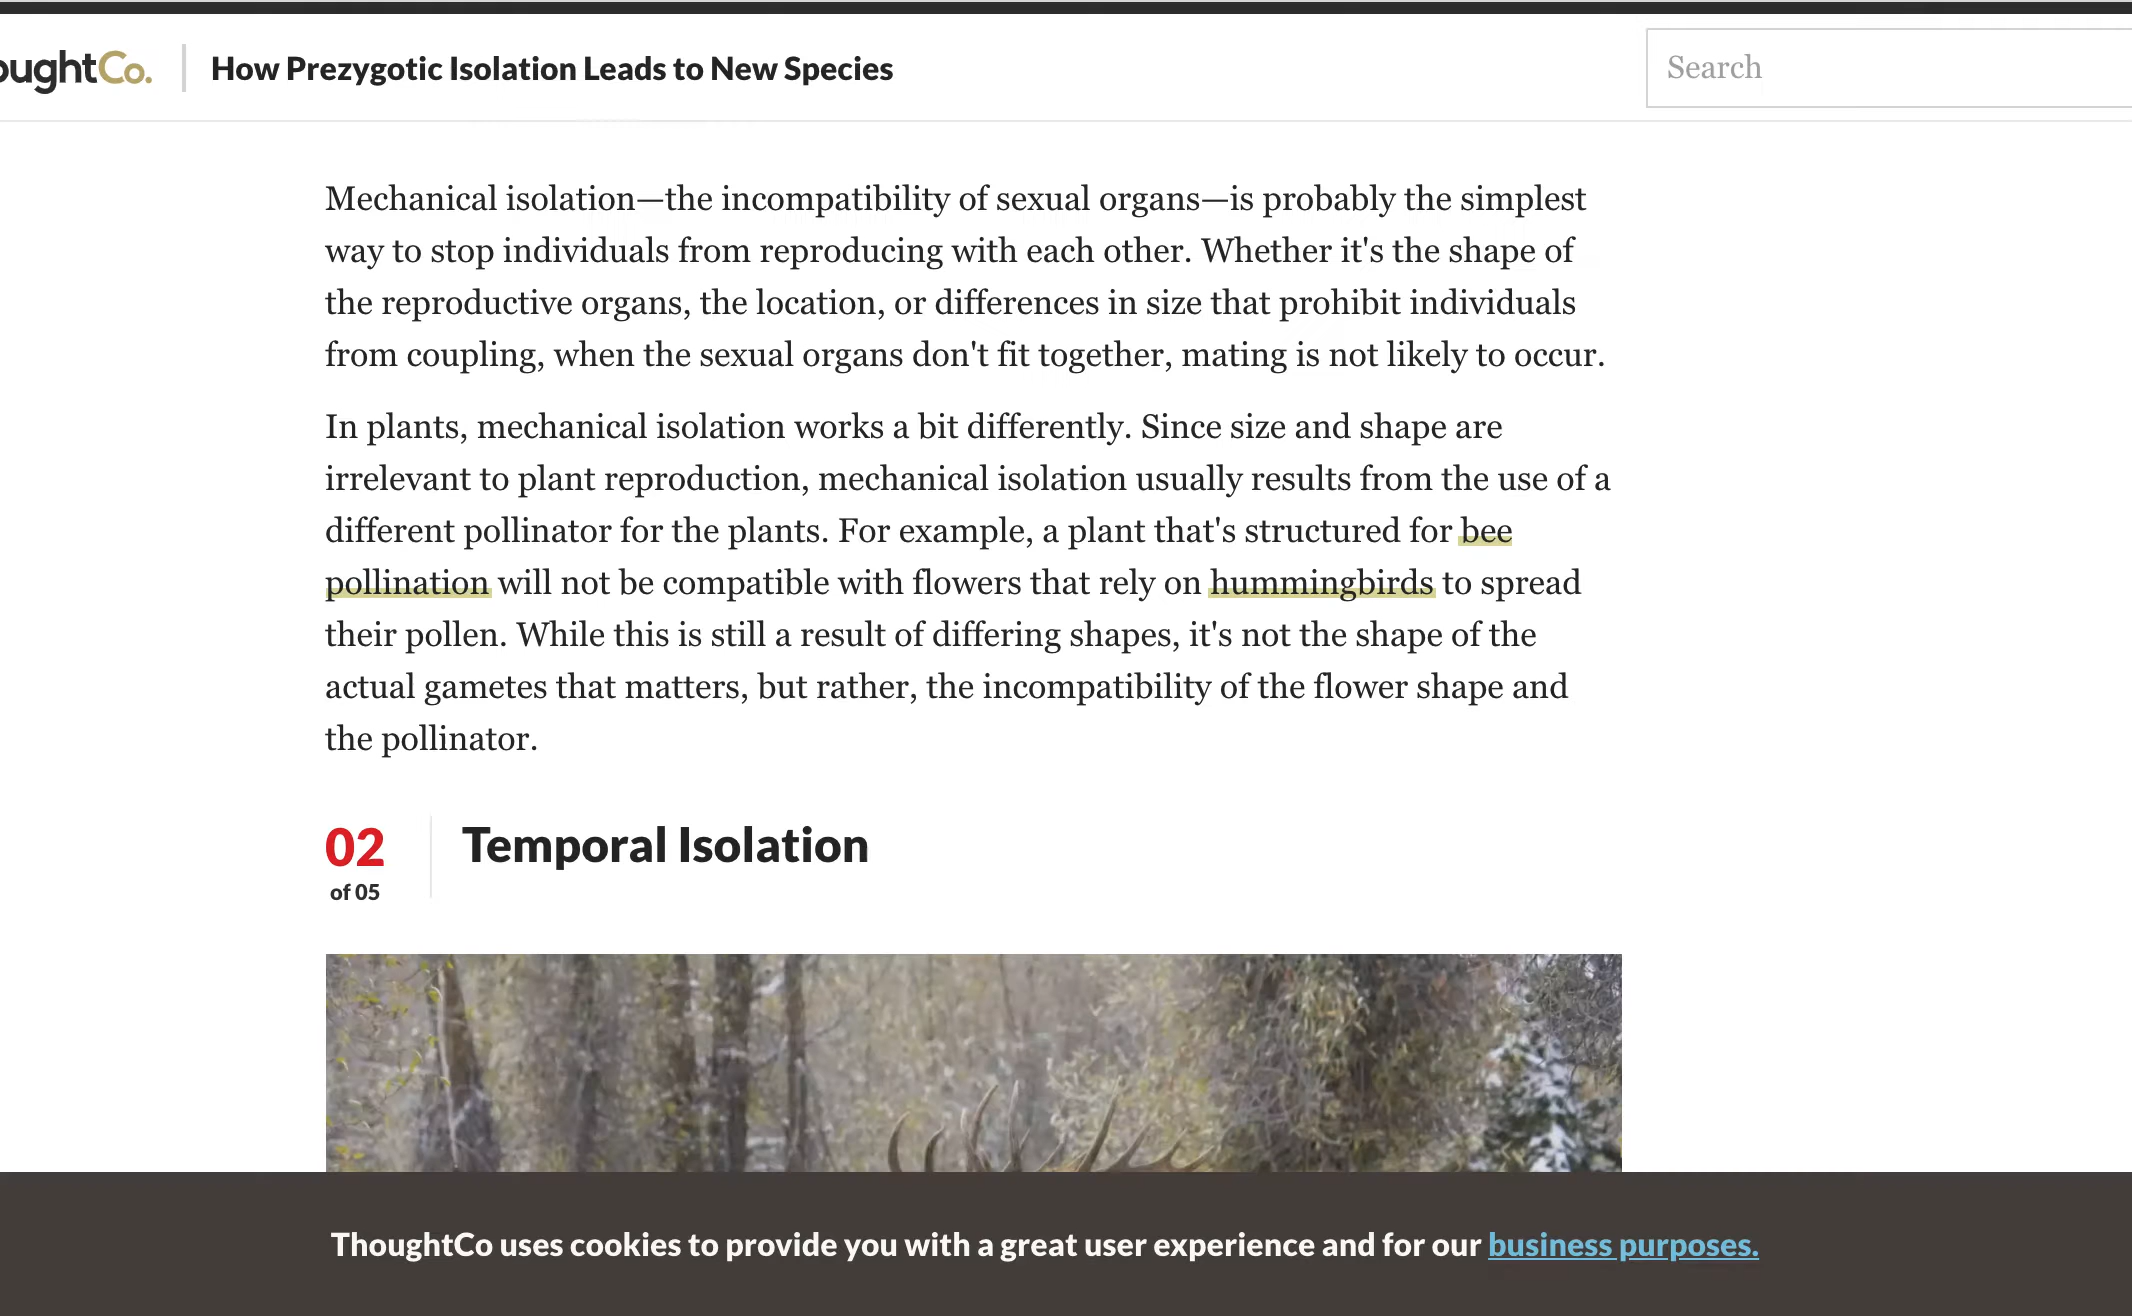 oughtCo.
How Prezygotic Isolation Leads to New Species
Search
Mechanical isolation—the incompatibility of sexual organs—is probably the simplest
way to stop individuals from reproducing with each other. Whether it's the shape of
the reproductive organs, the location, or differences in size that prohibit individuals
from coupling, when the sexual organs don't fit together, mating is not likely to occur.
In plants, mechanical isolation works a bit differently. Since size and shape are
irrelevant to plant reproduction, mechanical isolation usually results from the use of a
different pollinator for the plants. For example, a plant that's structured for bee
pollination will not be compatible with flowers that rely on hummingbirds to spread
their pollen. While this is still a result of differing shapes, it's not the shape of the
actual gametes that matters, but rather, the incompatibility of the flower shape and
the pollinator.
02
of 05
Temporal Isolation
ThoughtCo uses cookies to provide you with a great user experience and for our business purposes.